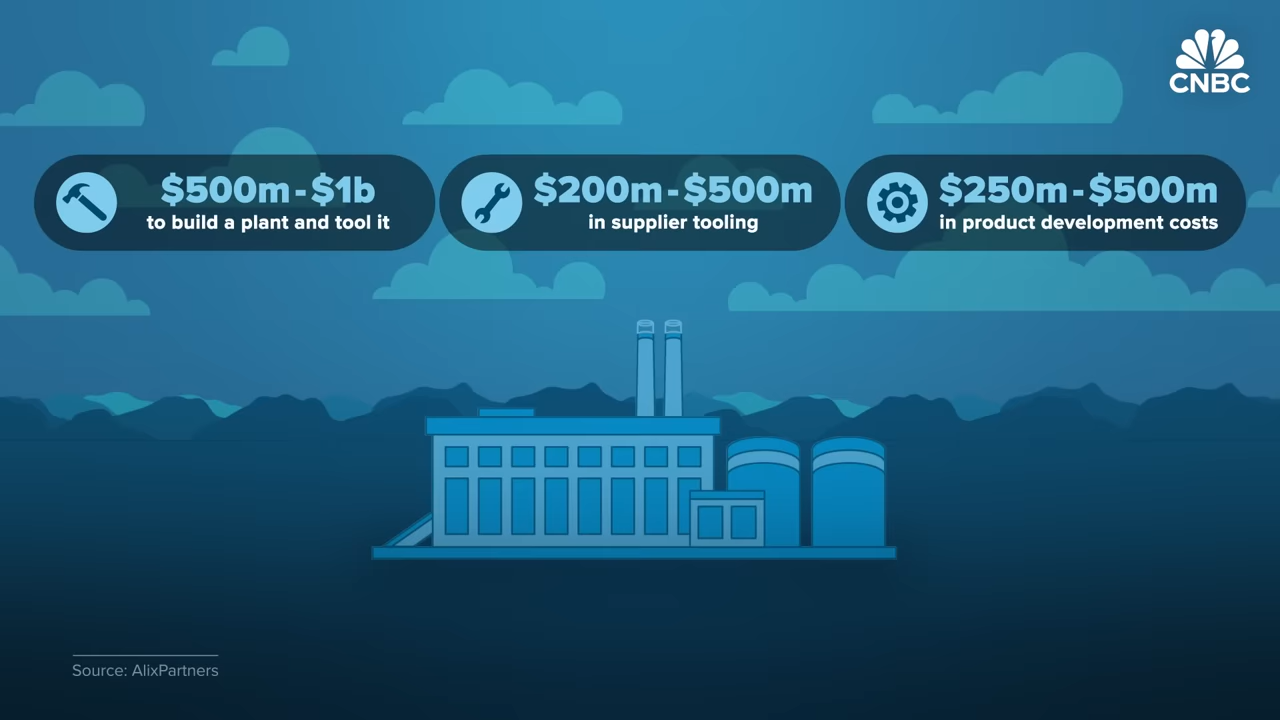 CNBC
$500m - $1b
to build a plant and tool it
$200m - $500m
in supplier tooling
$250m - $500m
in product development costs
Source: AlixPartners